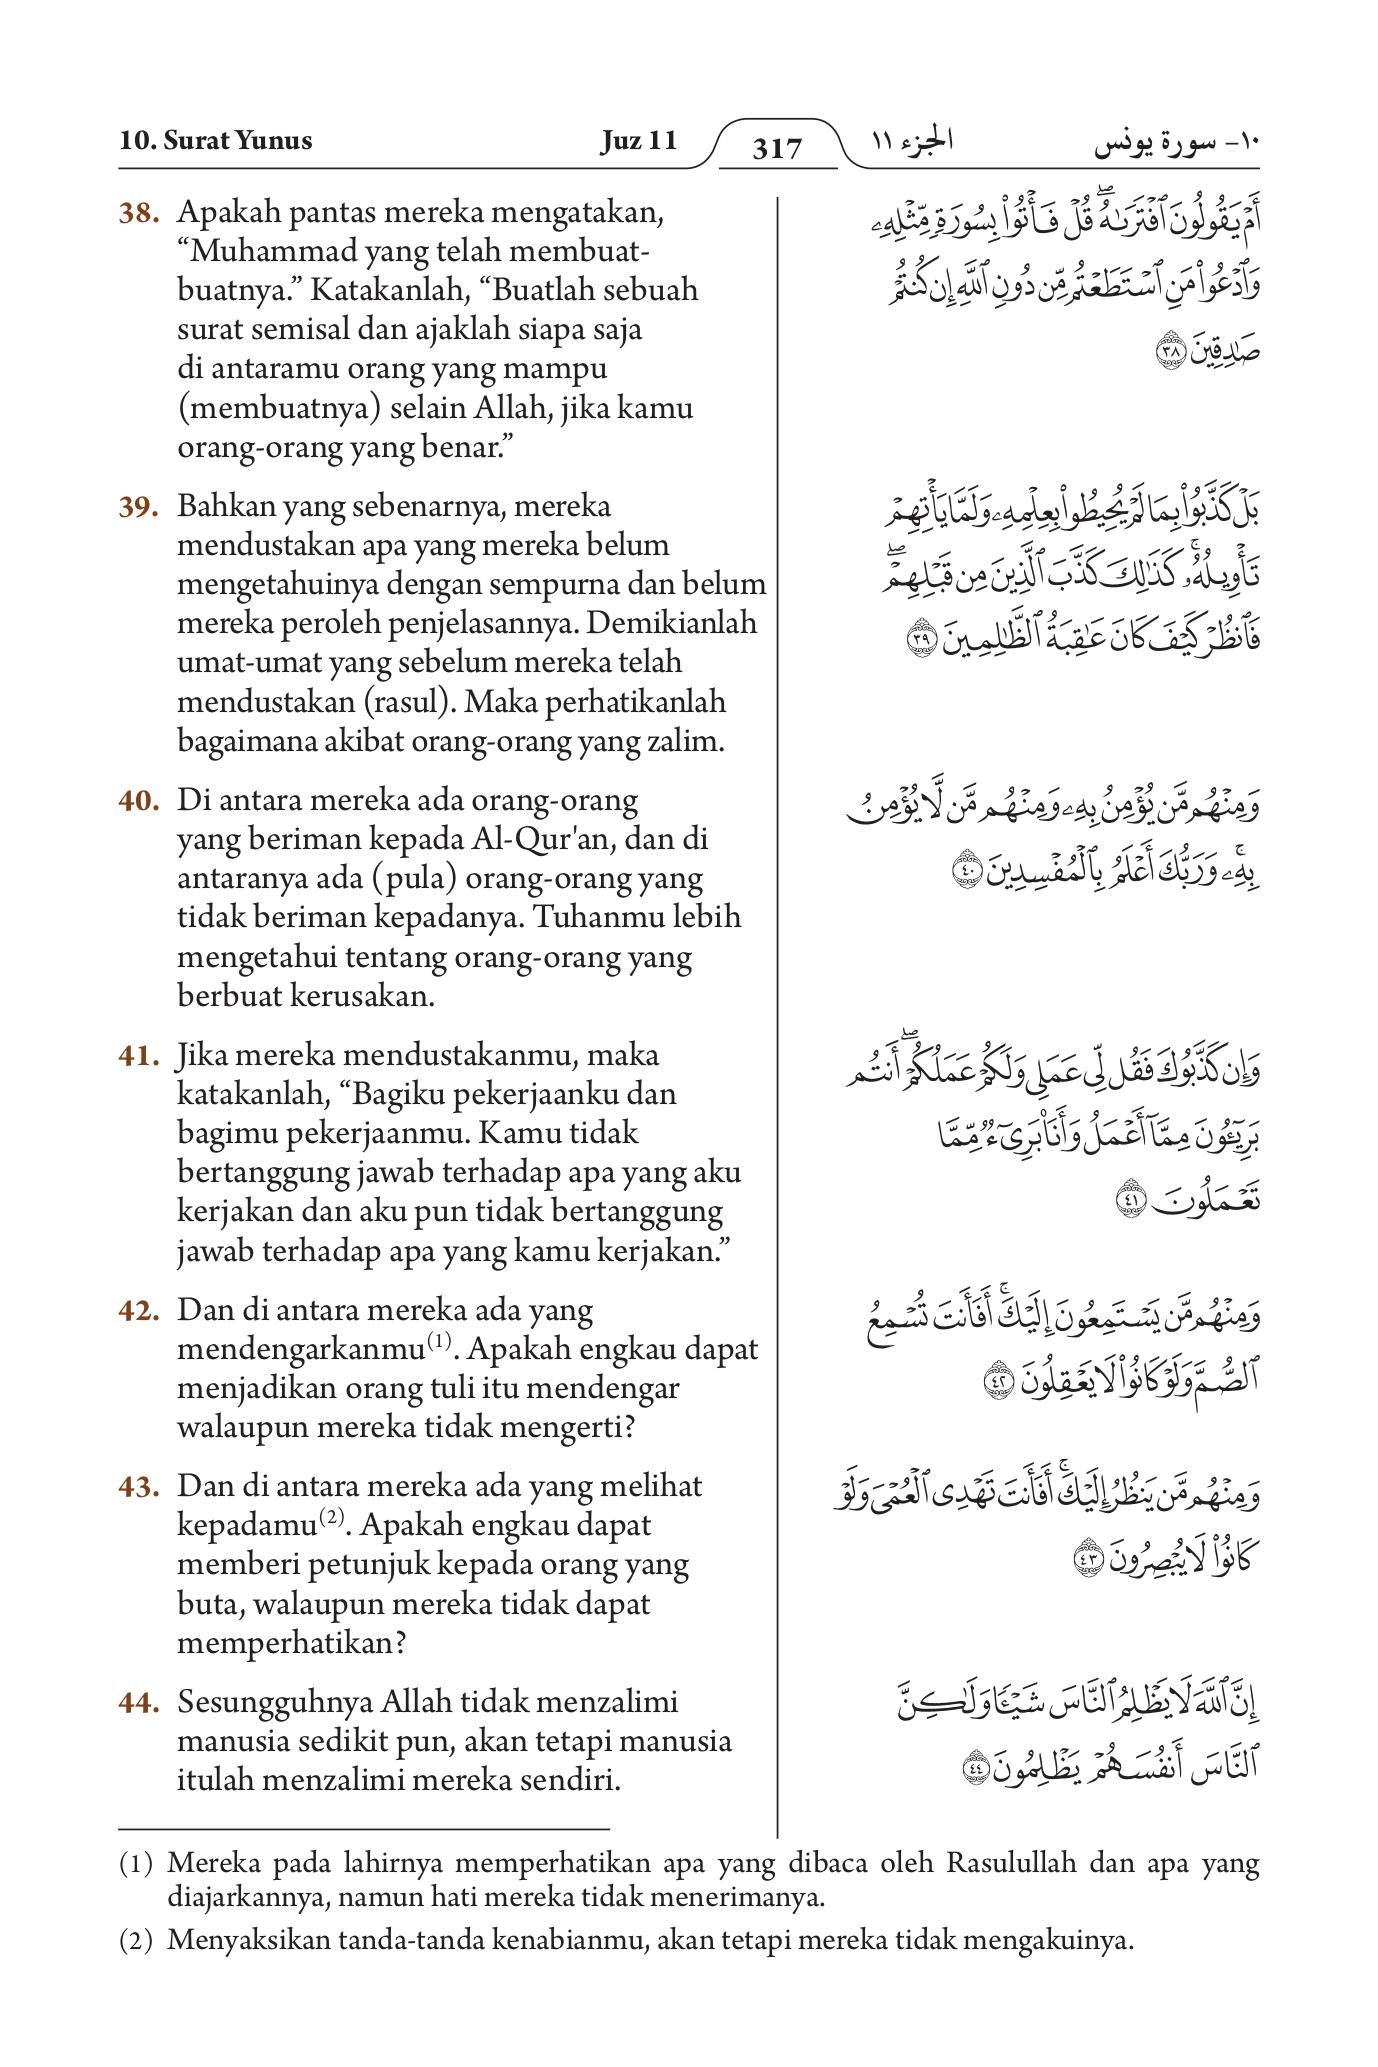 10. Surat Yunus
Juz 11
317
الجزء ١١
١٠- سورة يونس
38. Apakah pantas mereka mengatakan,
“Muhammad yang telah membuat-
buatnya.” Katakanlah, “Buatlah sebuah
surat semisal dan ajaklah siapa saja
di antaramu orang yang mampu
(membuatnya) selain Allah, jika kamu
orang-orang yang benar.”
39. Bahkan yang sebenarnya, mereka
mendustakan apa yang mereka belum
mengetahuinya dengan sempurna dan belum
mereka peroleh penjelasannya. Demikianlah
umat-umat yang sebelum mereka telah
mendustakan (rasul). Maka perhatikanlah
bagaimana akibat orang-orang yang zalim.
40. Di antara mereka ada orang-orang
yang beriman kepada Al-Qur'an, dan di
antaranya ada (pula) orang-orang yang
tidak beriman kepadanya. Tuhanmu lebih
mengetahui tentang orang-orang yang
berbuat kerusakan.
41. Jika mereka mendustakanmu, maka
katakanlah, “Bagiku pekerjaanku dan
bagimu pekerjaanmu. Kamu tidak
bertanggung jawab terhadap apa yang aku
kerjakan dan aku pun tidak bertanggung
jawab terhadap apa yang kamu kerjakan.”
42. Dan di antara mereka ada yang
mendengarkanmu(1). Apakah engkau dapat
menjadikan orang tuli itu mendengar
walaupun mereka tidak mengerti?
43. Dan di antara mereka ada yang melihat
kepadamu(2). Apakah engkau dapat
memberi petunjuk kepada orang yang
buta, walaupun mereka tidak dapat
memperhatikan?
44. Sesungguhnya Allah tidak menzalimi
manusia sedikit pun, akan tetapi manusia
itulah menzalimi mereka sendiri.
أَمۡ يَقُولُونَ ٱفۡتَرَىٰهُۖ قُلۡ فَأۡتُواْ بِسُورَةٖ مِّثۡلِهِۦ
وَٱدۡعُواْ مَنِ ٱسۡتَطَعۡتُم مِّن دُونِ ٱللَّهِ إِن كُنتُمۡ
صَٰدِقِينَ ٣٨
بَلۡ كَذَّبُواْ بِمَا لَمۡ يُحِيطُواْ بِعِلۡمِهِۦ وَلَمَّا يَأۡتِهِمۡ
تَأۡوِيلُهُۥۚ كَذَٰلِكَ كَذَّبَ ٱلَّذِينَ مِن قَبۡلِهِمۡۖ
فَٱنظُرۡ كَيۡفَ كَانَ عَٰقِبَةُ ٱلظَّٰلِمِينَ ٣٩
وَمِنۡهُم مَّن يُؤۡمِنُ بِهِۦ وَمِنۡهُم مَّن لَّا يُؤۡمِنُ
بِهِۦۚ وَرَبُّكَ أَعۡلَمُ بِٱلۡمُفۡسِدِينَ ٤٠
وَإِن كَذَّبُوكَ فَقُل لِّي عَمَلِي وَلَكُمۡ عَمَلُكُمۡۖ أَنتُم
بَرِيٓـُٔونَ مِمَّآ أَعۡمَلُ وَأَنَا۠ بَرِيٓءٞ مِّمَّا
تَعۡمَلُونَ ٤١
وَمِنۡهُم مَّن يَسۡتَمِعُونَ إِلَيۡكَۚ أَفَأَنتَ تُسۡمِعُ
ٱلصُّمَّ وَلَوۡ كَانُواْ لَا يَعۡقِلُونَ ٤٢
وَمِنۡهُم مَّن يَنظُرُ إِلَيۡكَۚ أَفَأَنتَ تَهۡدِي ٱلۡعُمۡيَ وَلَوۡ
كَانُواْ لَا يُبۡصِرُونَ ٤٣
إِنَّ ٱللَّهَ لَا يَظۡلِمُ ٱلنَّاسَ شَيۡـٔٗا وَلَٰكِنَّ
ٱلنَّاسَ أَنفُسَهُمۡ يَظۡلِمُونَ ٤٤
(1) Mereka pada lahirnya memperhatikan apa yang dibaca oleh Rasulullah dan apa yang
diajarkannya, namun hati mereka tidak menerimanya.
(2) Menyaksikan tanda-tanda kenabianmu, akan tetapi mereka tidak mengakuinya.